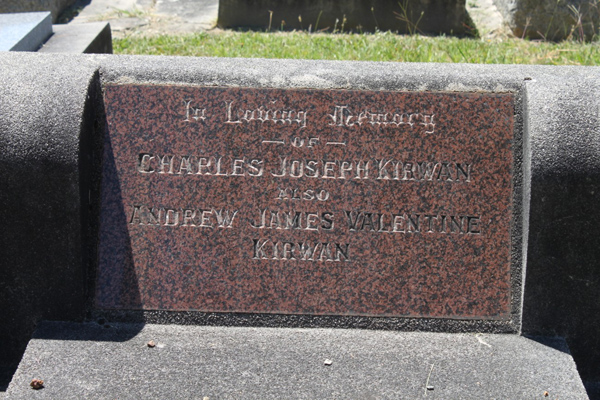 In Loving Memory
— OF —
CHARLES JOSEPH KIRWAN
ALSO
ANDREW JAMES VALENTINE
KIRWAN